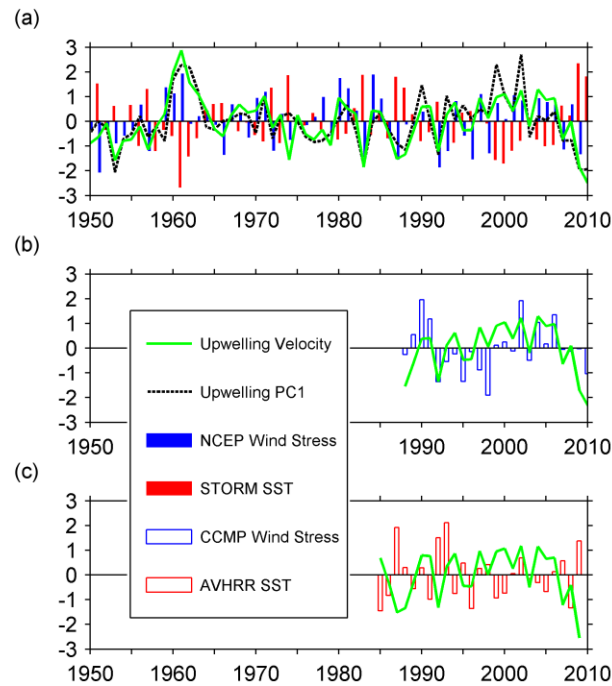 (a)
3
2
1
0
-1
-2
-3
1950 1960 1970 1980 1990 2000 2010
(b)
3
2
1
0
-1
-2
-3
1950 1990 2000 2010
Upwelling Velocity
Upwelling PC1
NCEP Wind Stress
STORM SST
CCMP Wind Stress
AVHRR SST
(c)
3
2
1
0
-1
-2
-3
1950 1960 1970 1980 1990 2000 2010